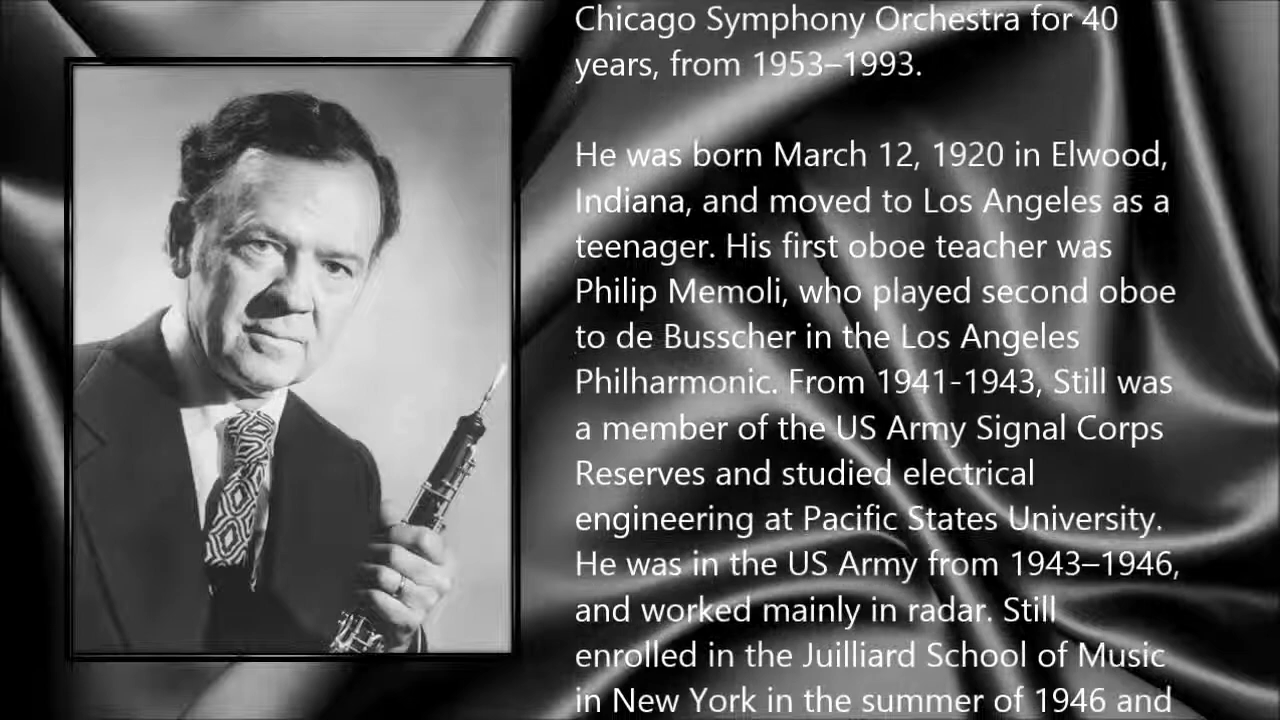 Chicago Symphony Orchestra for 40
years, from 1953–1993.
He was born March 12, 1920 in Elwood,
Indiana, and moved to Los Angeles as a
teenager. His first oboe teacher was
Philip Memoli, who played second oboe
to de Busscher in the Los Angeles
Philharmonic. From 1941-1943, Still was
a member of the US Army Signal Corps
Reserves and studied electrical
engineering at Pacific States University.
He was in the US Army from 1943–1946,
and worked mainly in radar. Still
enrolled in the Juilliard School of Music
in New York in the summer of 1946 and